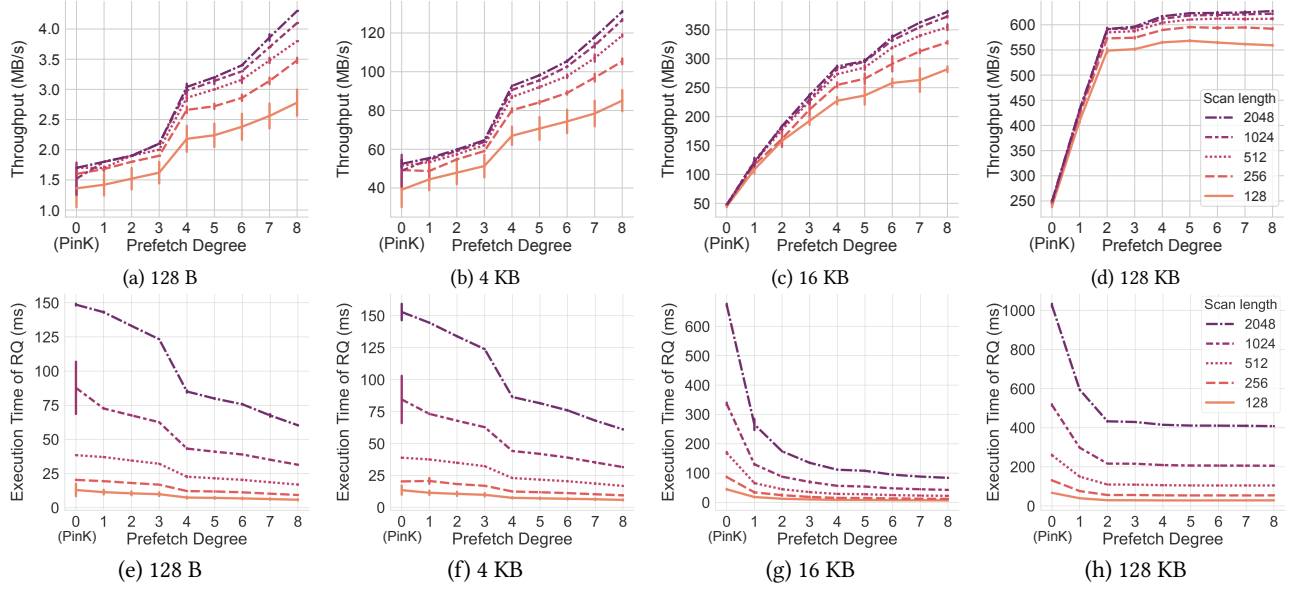 Throughput (MB/s)
4.0
3.5
3.0
2.5
2.0
1.5
1.0
0 1 2 3 4 5 6 7 8
(PinK)
Prefetch Degree
(a) 128 B
Throughput (MB/s)
120
100
80
60
40
0 1 2 3 4 5 6 7 8
(PinK)
Prefetch Degree
(b) 4 KB
Throughput (MB/s)
350
300
250
200
150
100
50
0 1 2 3 4 5 6 7 8
(PinK)
Prefetch Degree
(c) 16 KB
Throughput (MB/s)
600
550
500
450
400
350
300
250
Scan length
2048
1024
512
256
128
0 1 2 3 4 5 6 7 8
(PinK)
Prefetch Degree
(d) 128 KB
Execution Time of RQ (ms)
150
125
100
75
50
25
0
0 1 2 3 4 5 6 7 8
(PinK)
Prefetch Degree
(e) 128 B
Execution Time of RQ (ms)
150
125
100
75
50
25
0
0 1 2 3 4 5 6 7 8
(PinK)
Prefetch Degree
(f) 4 KB
Execution Time of RQ (ms)
600
500
400
300
200
100
0
0 1 2 3 4 5 6 7 8
(PinK)
Prefetch Degree
(g) 16 KB
Execution Time of RQ (ms)
1000
800
600
400
200
0
Scan length
2048
1024
512
256
128
0 1 2 3 4 5 6 7 8
(PinK)
Prefetch Degree
(h) 128 KB